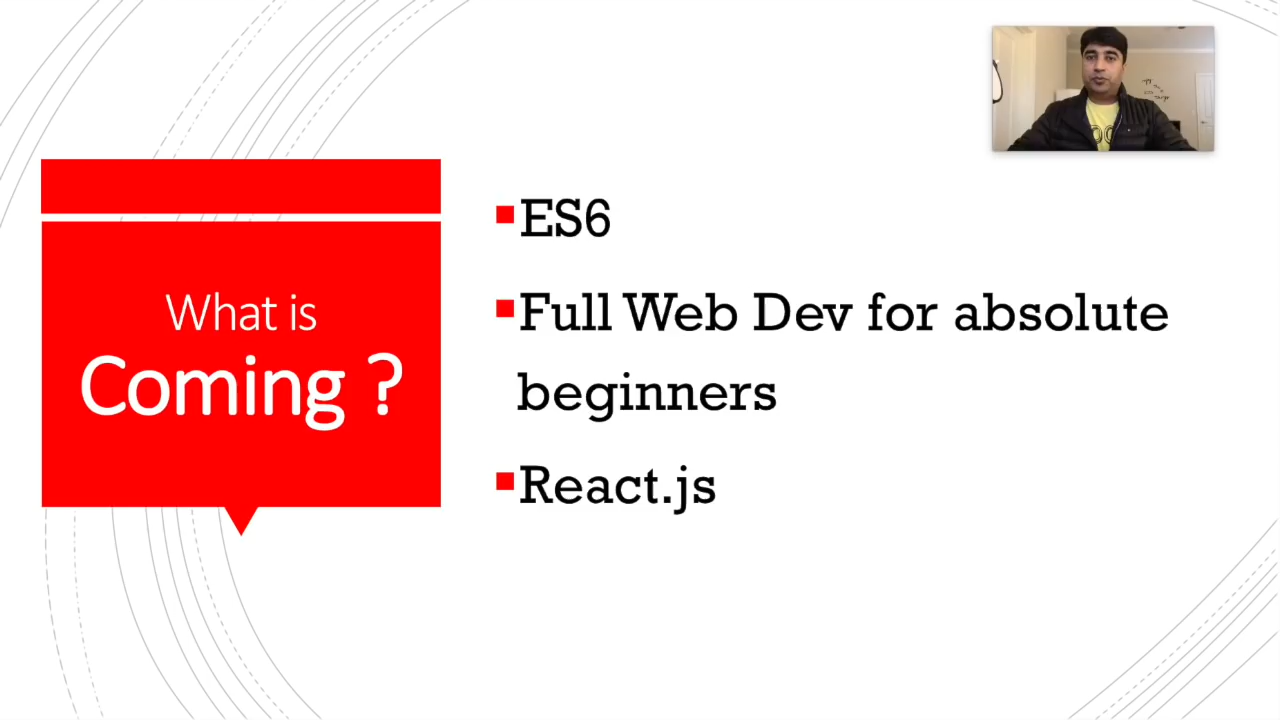 What is
Coming ?
ES6
Full Web Dev for absolute
beginners
React.js